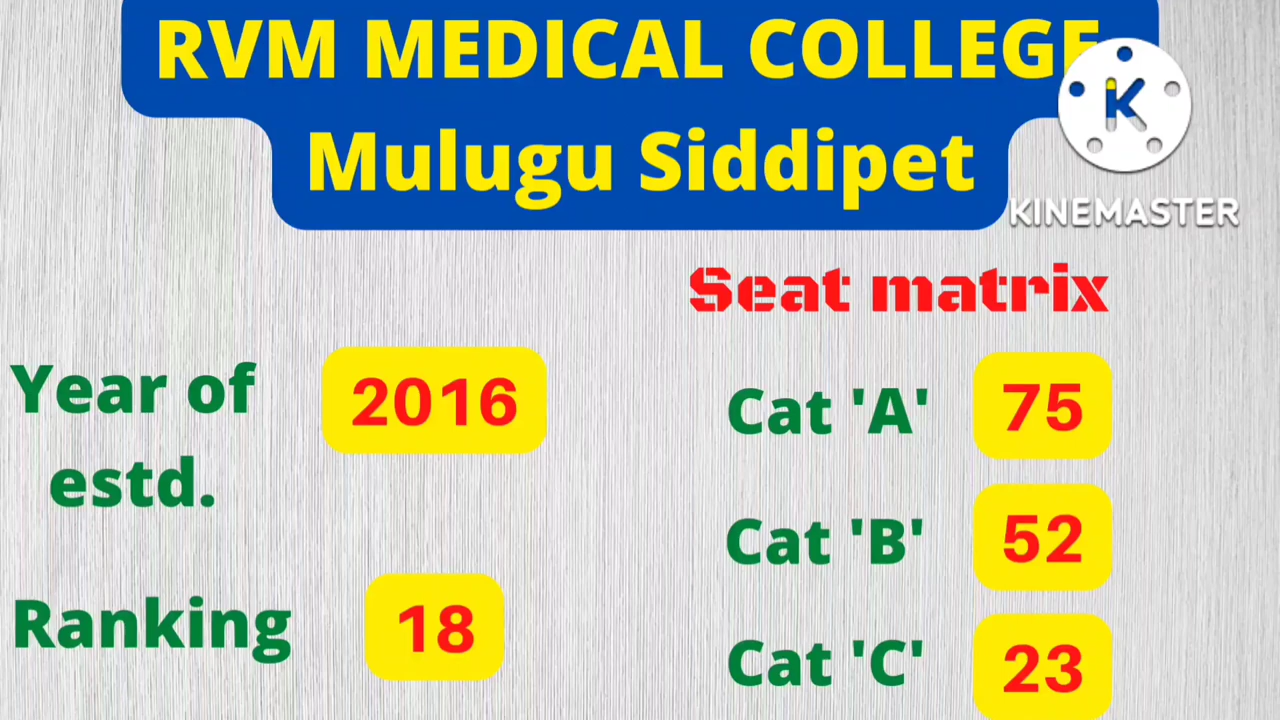 RVM MEDICAL COLLEGE
Mulugu Siddipet
K
KINEMASTER
Seat matrix
Year of
estd.
2016
Cat 'A' 75
Cat 'B' 52
Ranking 18
Cat 'C' 23